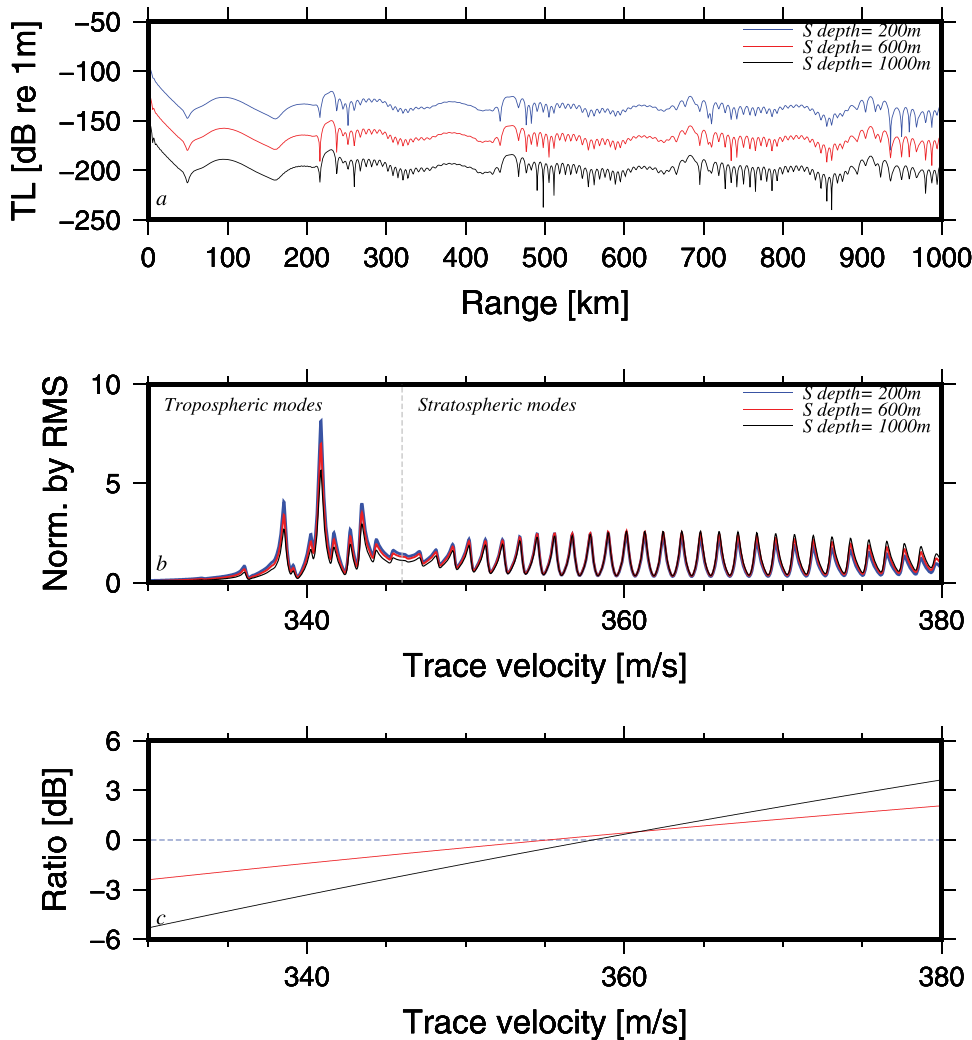 TL [dB re 1m]
−50
−100
−150
−200
−250
S depth= 200m
S depth= 600m
S depth= 1000m
a
0 100 200 300 400 500 600 700 800 900 1000
Range [km]
Norm. by RMS
10
5
0
Tropospheric modes
Stratospheric modes
S depth= 200m
S depth= 600m
S depth= 1000m
b
340 360 380
Trace velocity [m/s]
Ratio [dB]
6
3
0
−3
−6
c
340 360 380
Trace velocity [m/s]